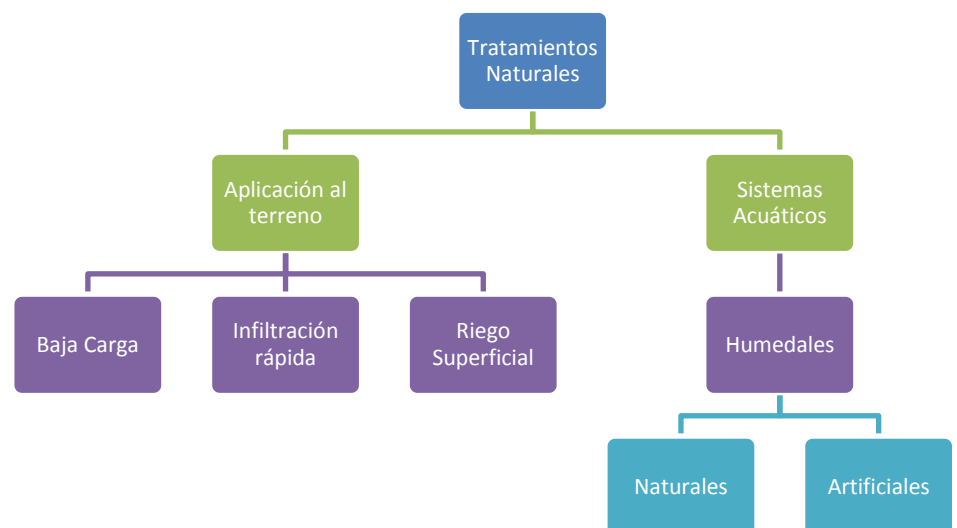 Tratamientos
Naturales
Aplicación al
terreno
Sistemas
Acuáticos
Baja Carga
Infiltración
rápida
Riego
Superficial
Humedales
Naturales
Artificiales